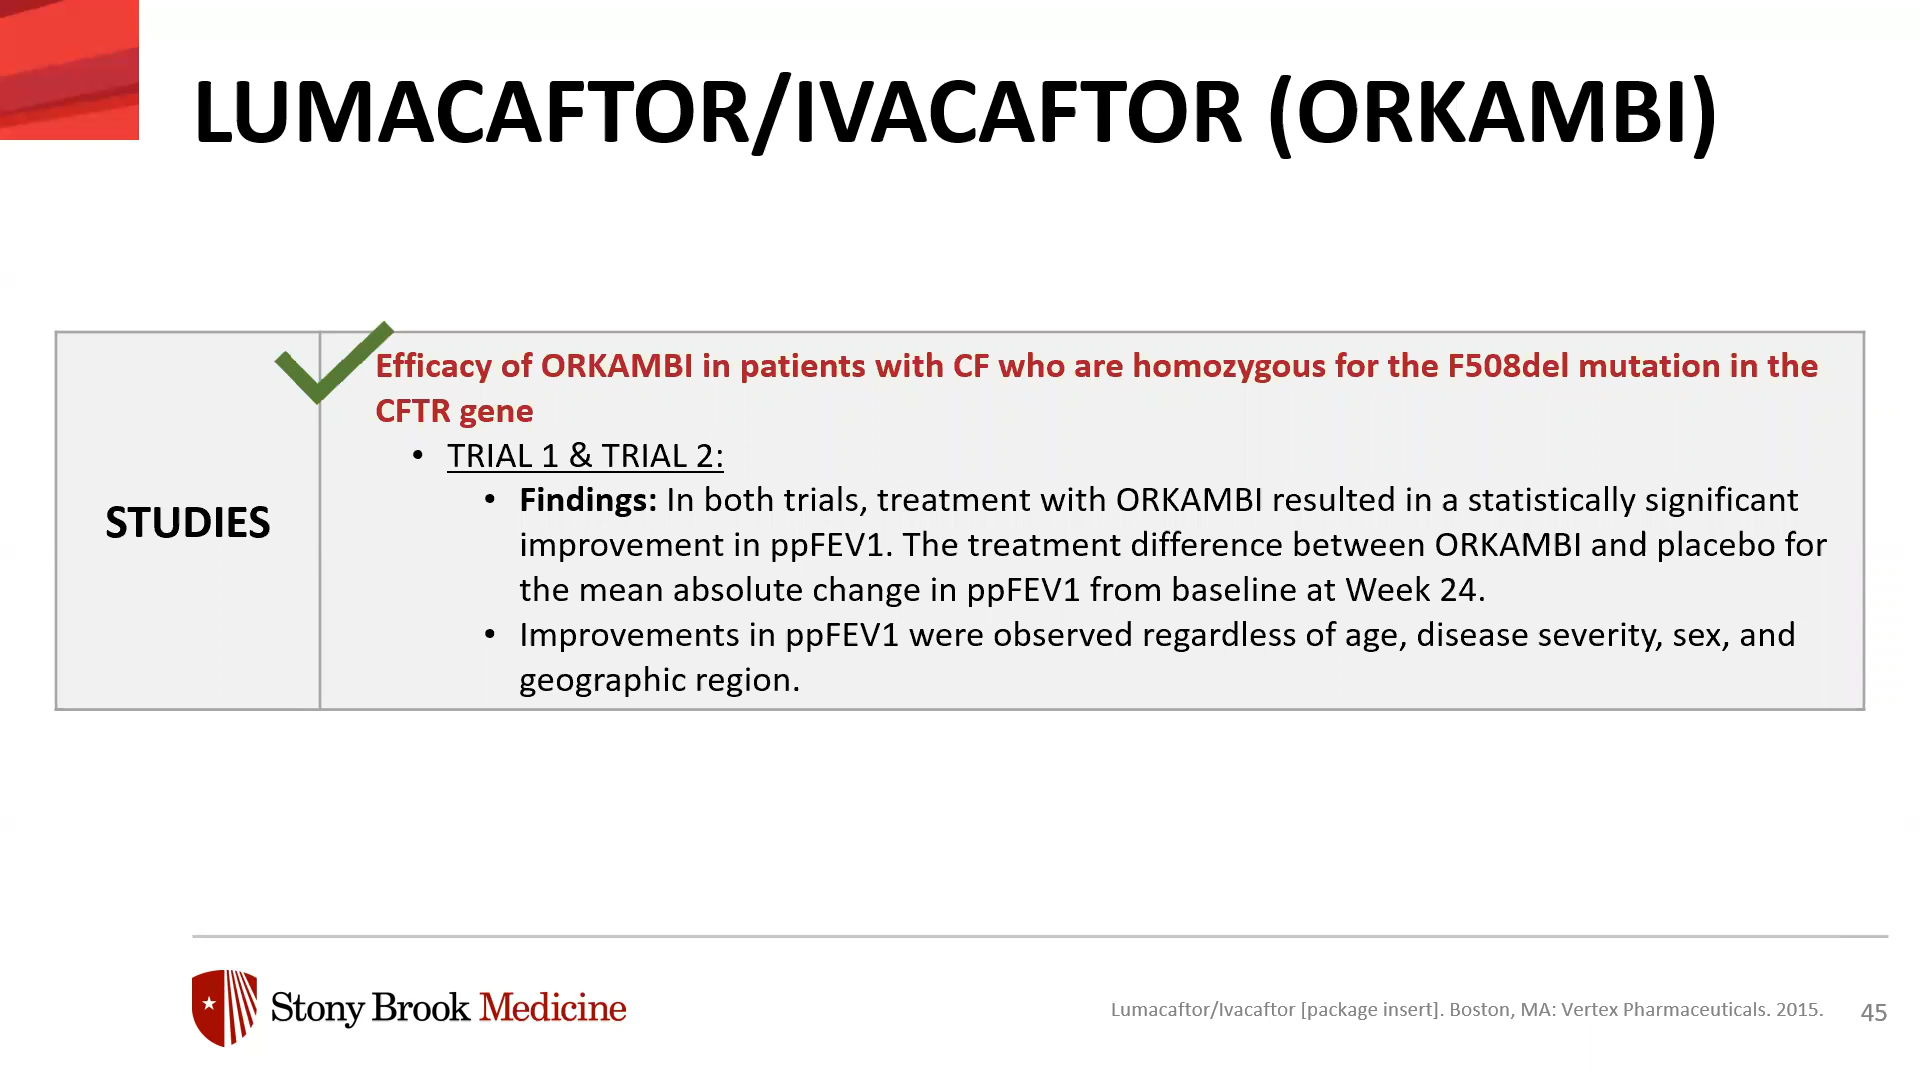 LUMACAFTOR/IVACAFTOR (ORKAMBI)
STUDIES
Efficacy of ORKAMBI in patients with CF who are homozygous for the F508del mutation in the
CFTR gene
• TRIAL 1 & TRIAL 2:
• Findings: In both trials, treatment with ORKAMBI resulted in a statistically significant
improvement in ppFEV1. The treatment difference between ORKAMBI and placebo for
the mean absolute change in ppFEV1 from baseline at Week 24.
• Improvements in ppFEV1 were observed regardless of age, disease severity, sex, and
geographic region.
Stony Brook Medicine
Lumacaftor/Ivacaftor [package insert]. Boston, MA: Vertex Pharmaceuticals. 2015.
45